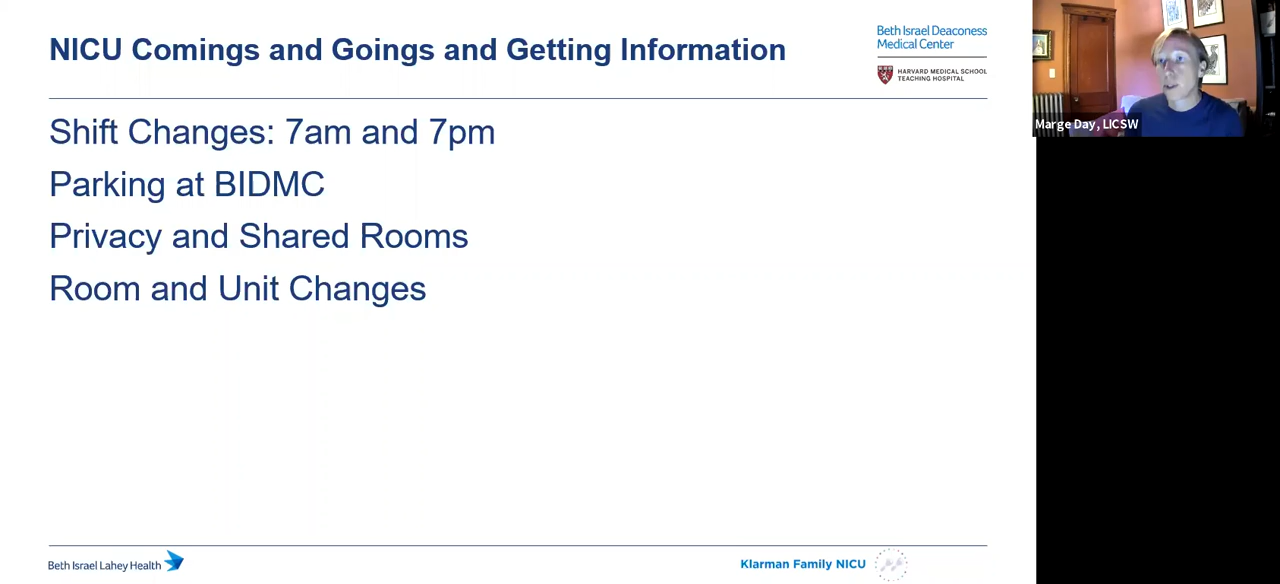 NICU Comings and Goings and Getting Information
Beth Israel Deaconess
Medical Center
HARVARD MEDICAL SCHOOL
TEACHING HOSPITAL
Shift Changes: 7am and 7pm
Parking at BIDMC
Privacy and Shared Rooms
Room and Unit Changes
Marge Day, LICSW
Beth Israel Lahey Health
Klarman Family NICU